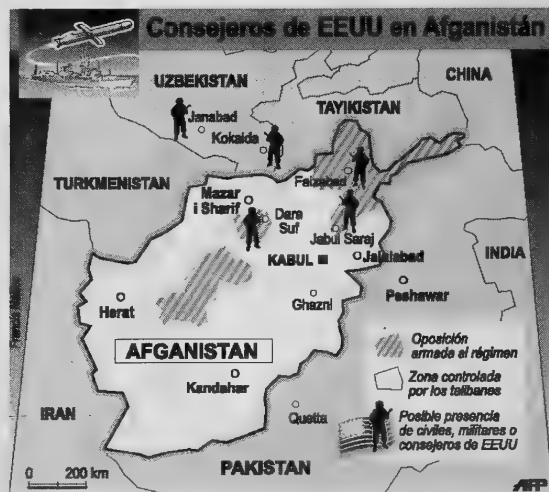 Consejeros de EEUU en Afganistán
UZBEKISTAN
CHINA
Janabad
TAYIKISTAN
Kokaida
TURKMENISTAN
Faizabad
Mazar
i Sharif
Dara
Suf
Jabul Saraj
KABUL
Jalalabad
INDIA
Peshawar
Herat
Ghazni
AFGANISTAN
Kandahar
Quetta
IRAN
PAKISTAN
0 200 km
Oposición
armada al régimen
Zona controlada
por los talibanes
Posible presencia
de civiles, militares o
consejeros de EEUU
AFP